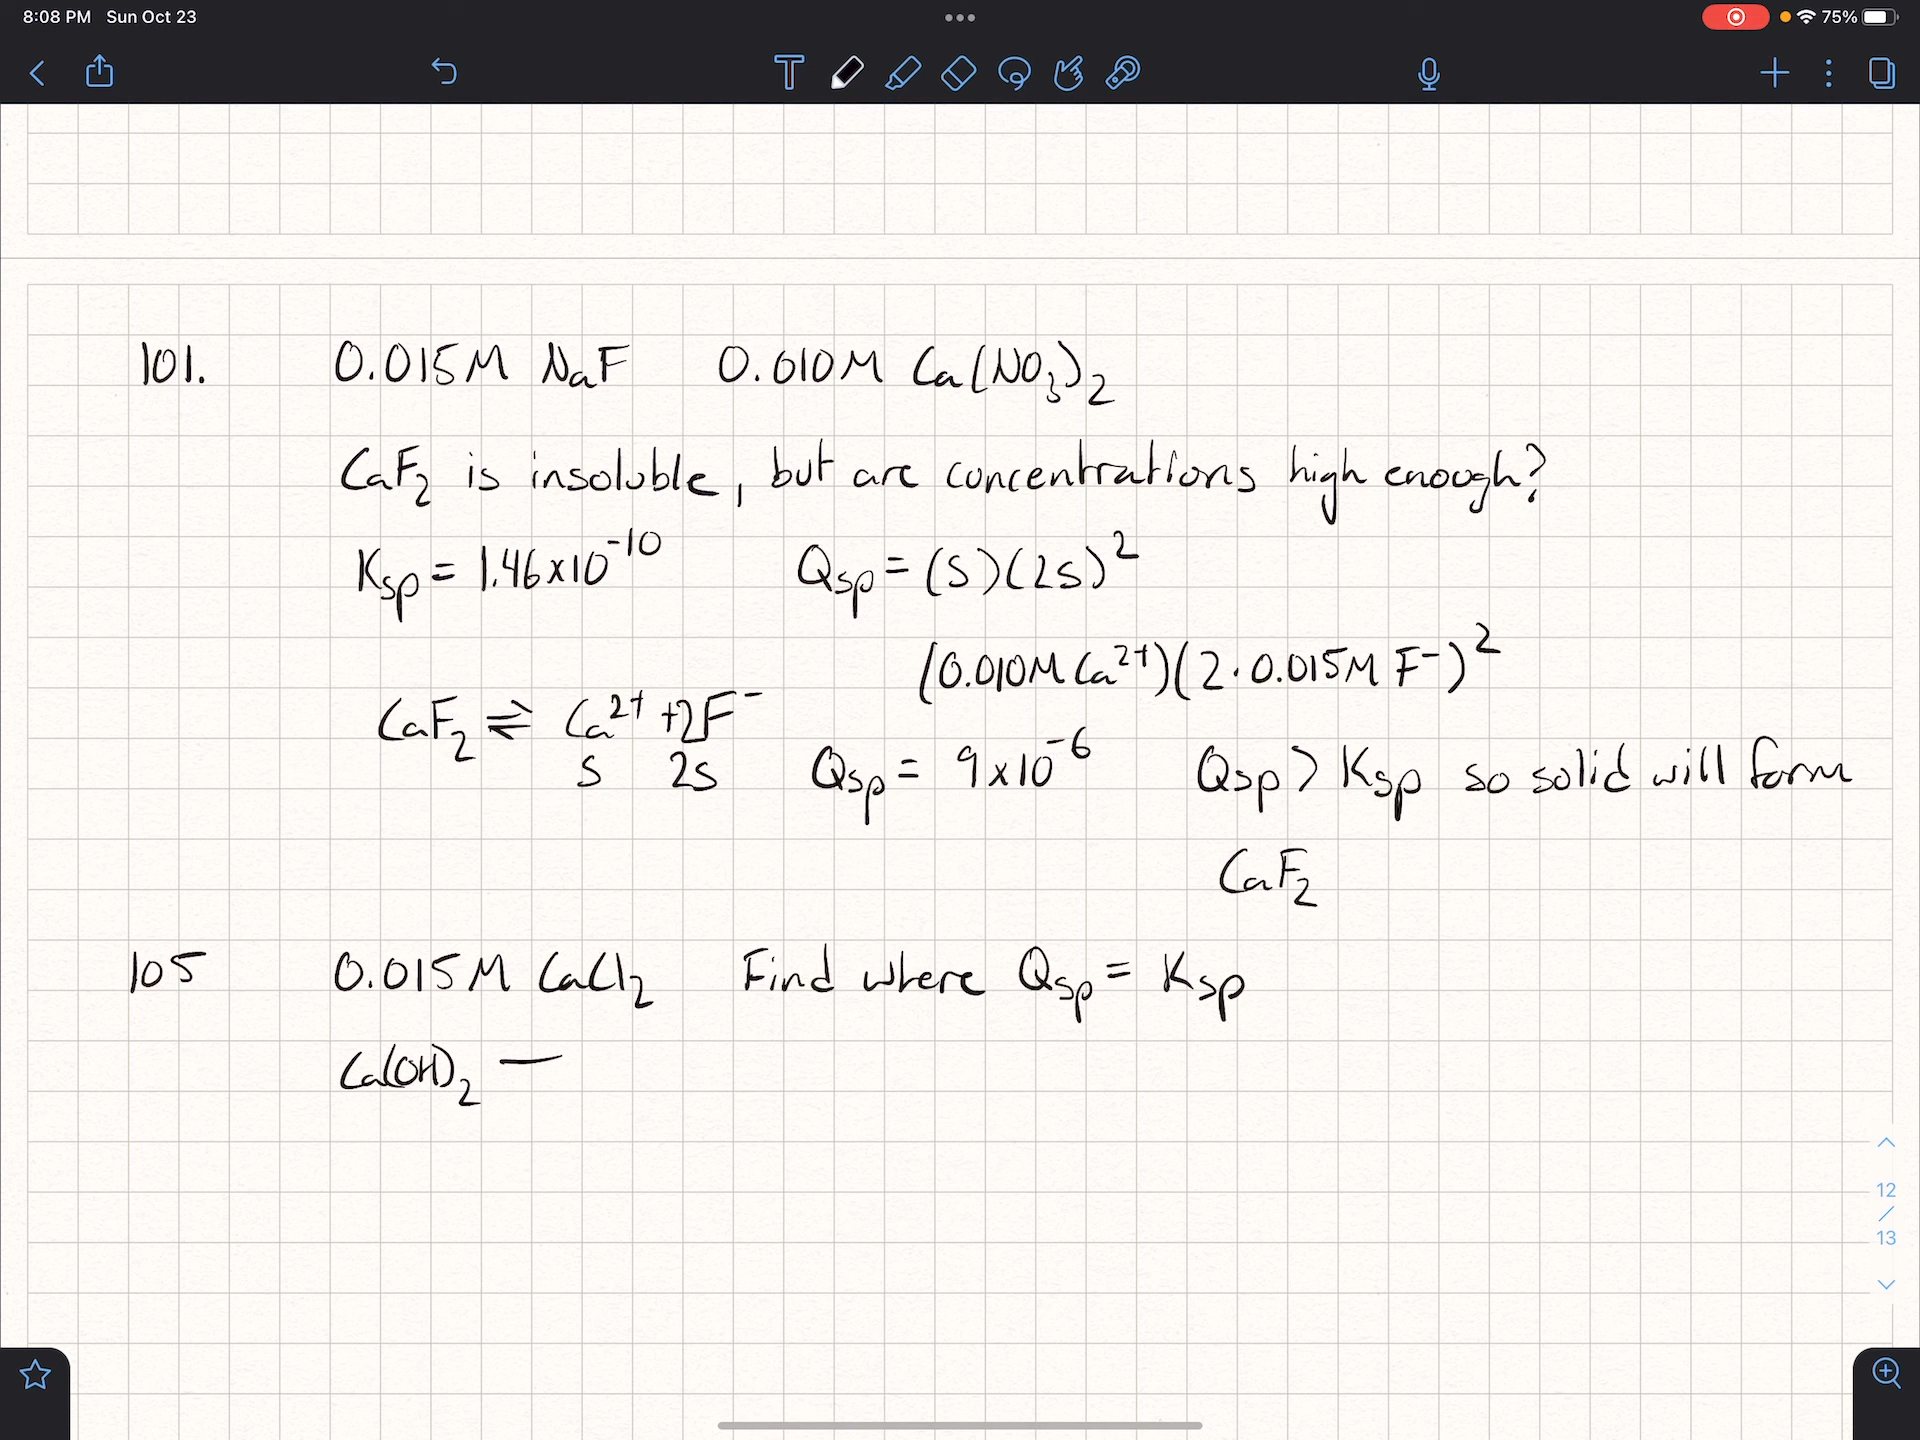 8:08 PM Sun Oct 23
75%
101. 0.015M NaF 0.010M Ca(NO₃)₂
CaF₂ is insoluble, but are concentrations high enough?
Ksp = 1.46x10⁻¹⁰ Qsp = (s)(2s)²
(0.010M Ca²⁺)(2·0.015M F⁻)²
CaF₂ ⇌ Ca²⁺ +2F⁻
s 2s
Qsp = 9x10⁻⁶ Qsp > Ksp so solid will form
CaF₂
105 0.015M CaCl₂ Find where Qsp = Ksp
Ca(OH)₂ —
12
/
13